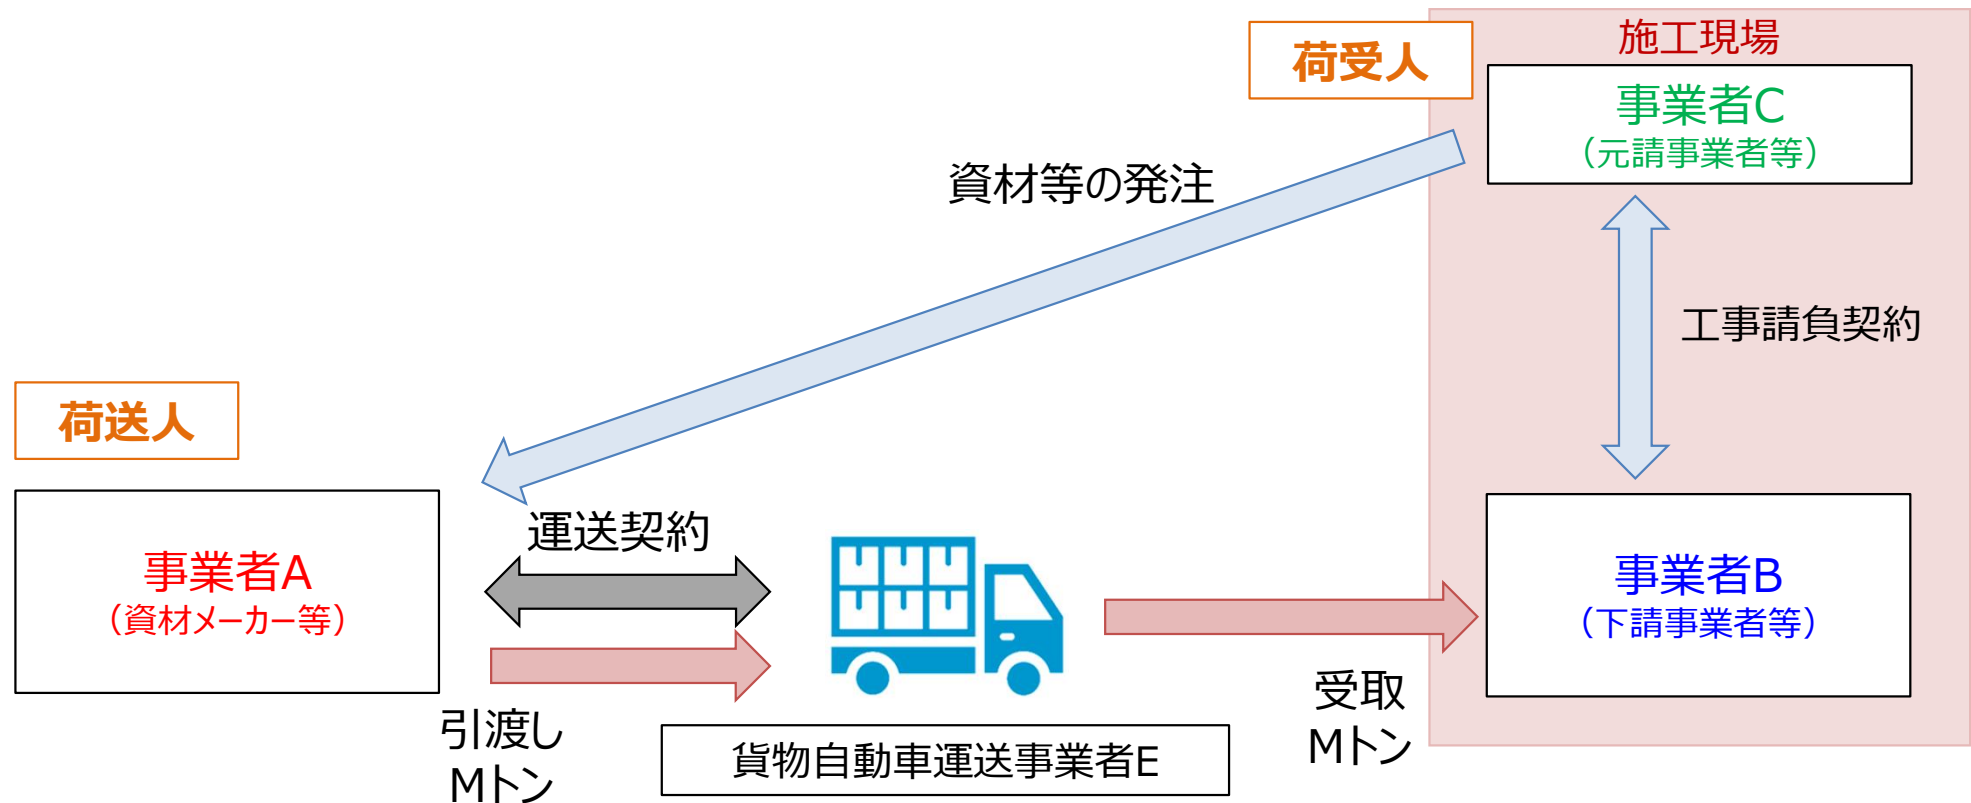 施工現場
荷受人
事業者C
（元請事業者等）
資材等の発注
工事請負契約
荷送人
運送契約
事業者A
（資材メーカー等）
事業者B
（下請事業者等）
引渡し
Mトン
貨物自動車運送事業者E
受取
Mトン